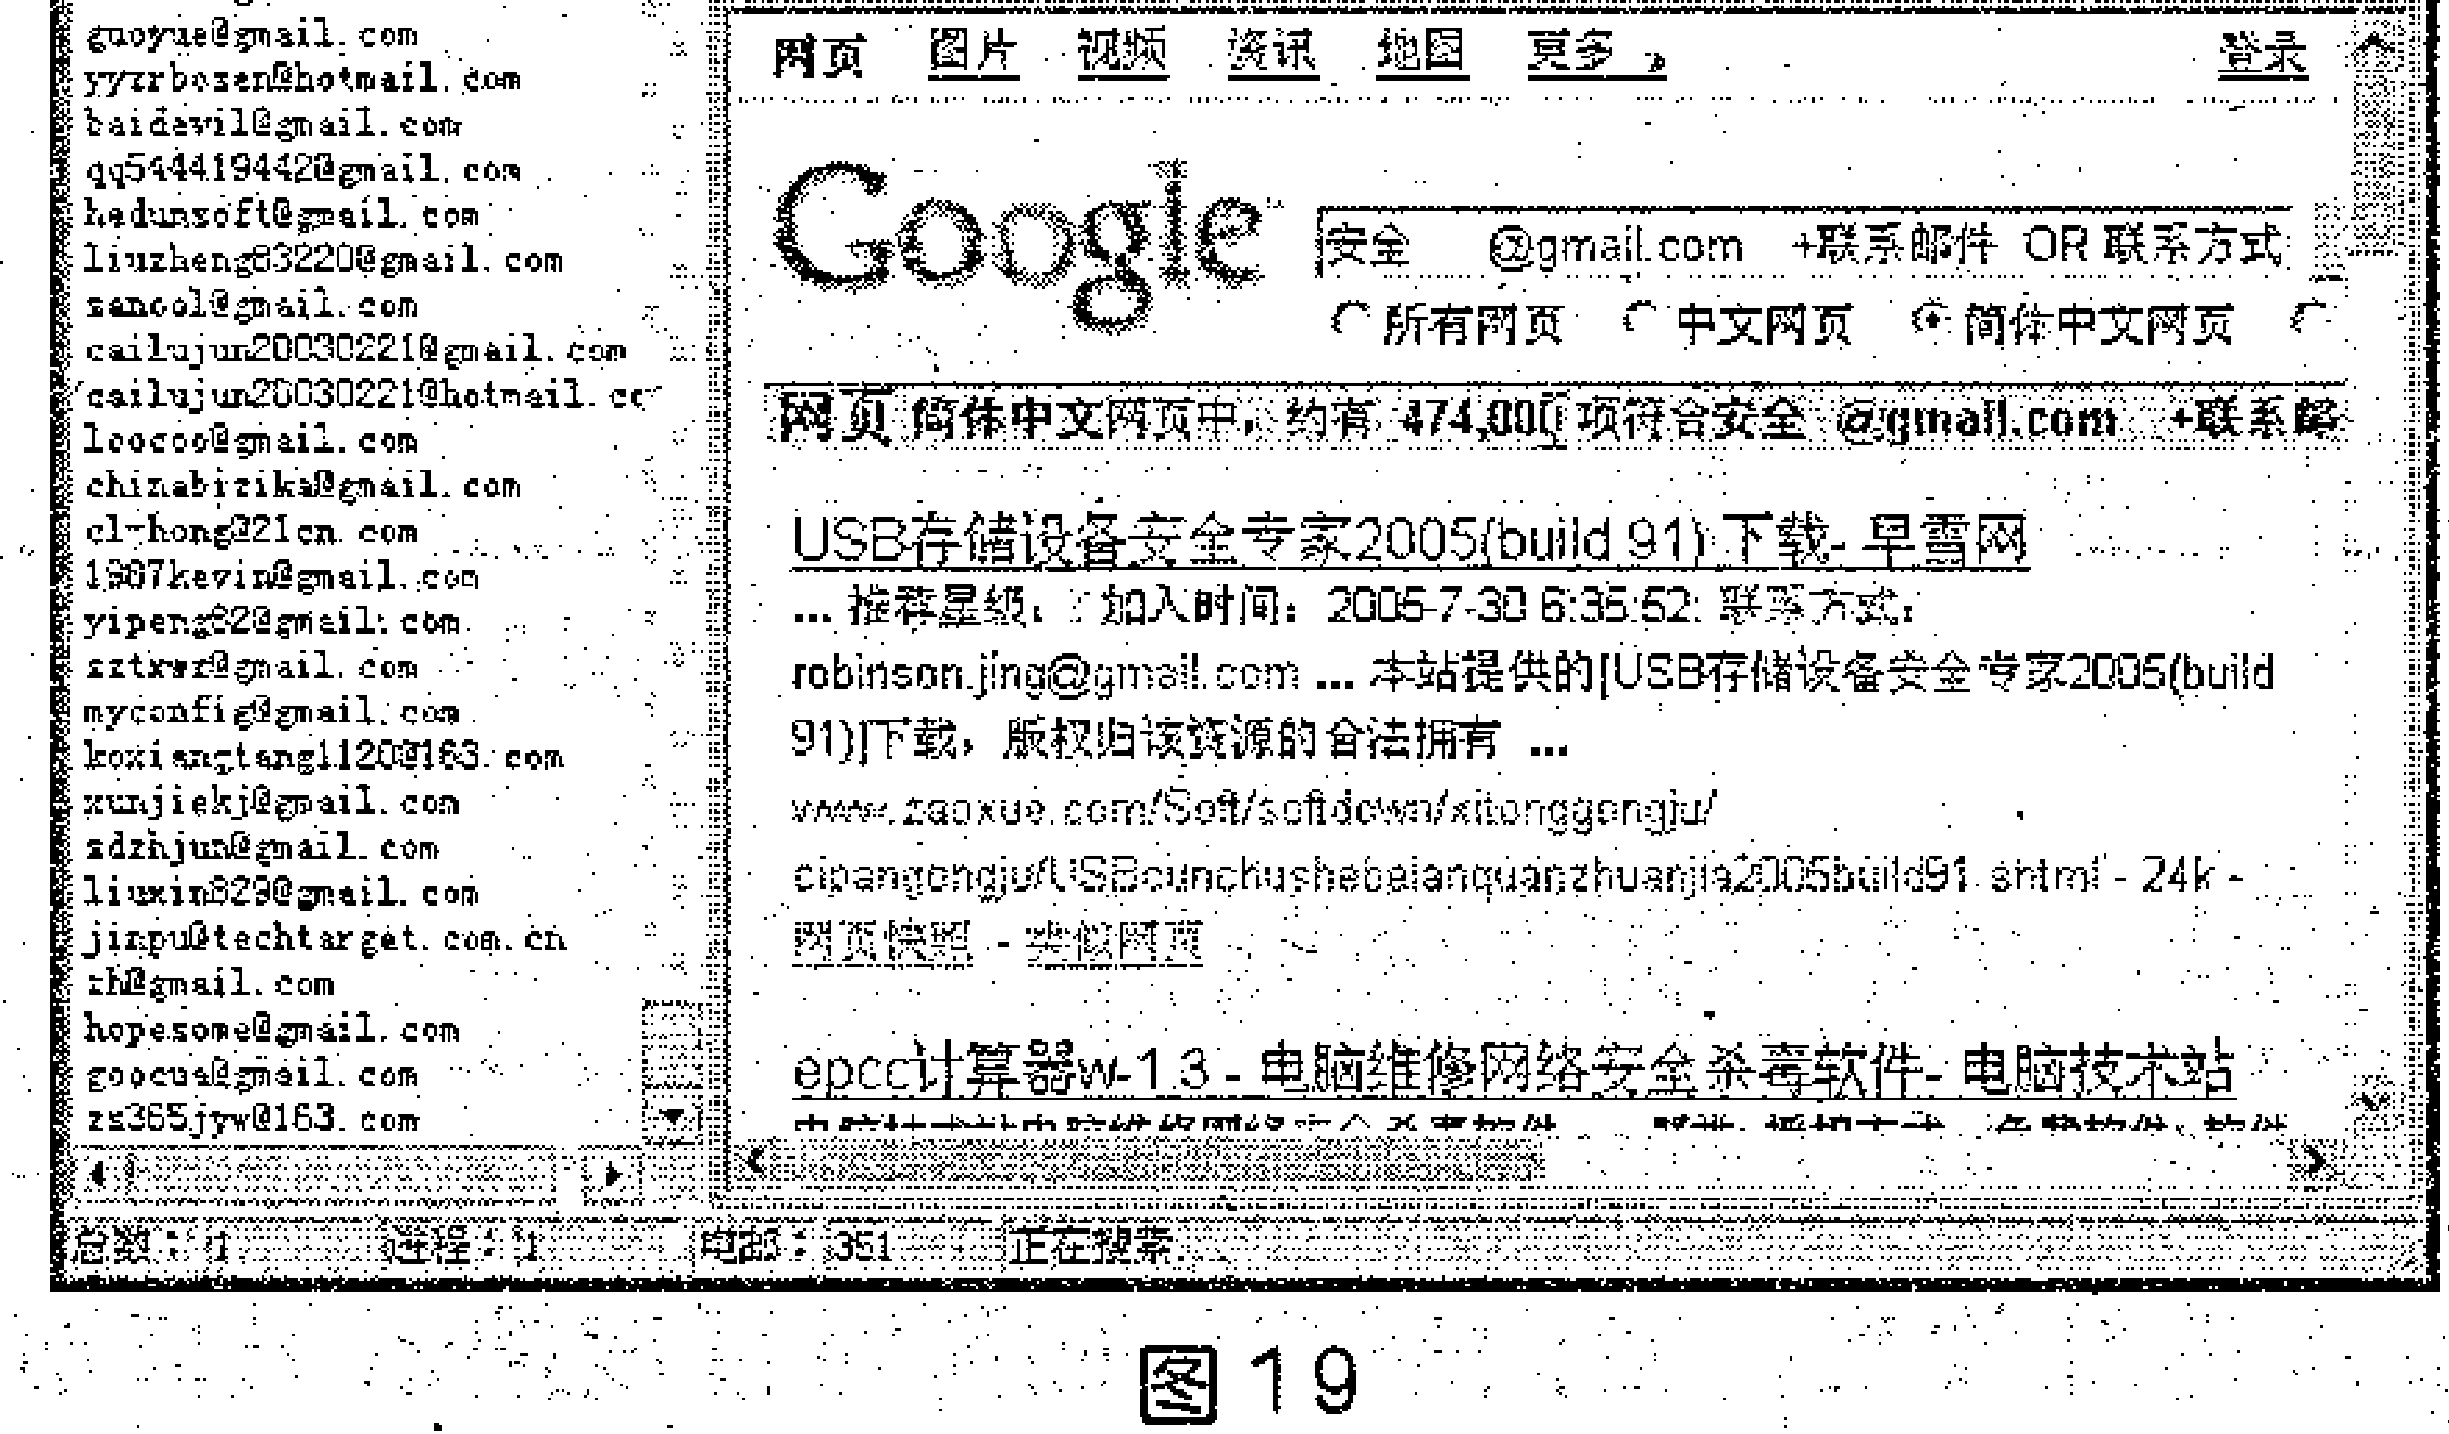 guoyue@gmail.com
yyzrbozen@hotmail.com
baidevil@gmail.com
qq544419442@gmail.com
hedunsoft@gmail.com
liuzheng83220@gmail.com
zancol@gmail.com
cailujun20030221@gmail.com
cailujun20030221@hotmail.co
locoso@gmail.com
chinabizika@gmail.com
clyhong@21cn.com
1987kevin@gmail.com
yipeng82@gmail.com
zztxwz@gmail.com
myconfig@gmail.com
koxiangtang1120@163.com
xunjiekj@gmail.com
zdzhjun@gmail.com
liuxin829@gmail.com
jinpu@techtarget.com.cn
zh@gmail.com
hopesome@gmail.com
goocus@gmail.com
zs365jyw@163.com
网页 图片 视频 资讯 地图 更多 » 登录
Google
安全 @gmail.com +联系邮件 OR 联系方式
所有网页 中文网页 简体中文网页
网页 简体中文网页中，约有 474,000 项符合安全 @gmail.com +联系邮
USB存储设备安全专家2005(build 91) 下载- 早雪网
... 推荐星级： 加入时间：2005-7-30 6:35:52: 联系方式：
robinson.jing@gmail.com ... 本站提供的[USB存储设备安全专家2005(build
91)]下载，版权归该资源的合法拥有 ...
www.zaoxue.com/Soft/softdown/xitonggongju/
cipangongju/USBcunchushebeianquanzhuanjia2005build91.shtml - 24k -
网页快照 - 类似网页
epcc计算器w-1.3 - 电脑维修网络安全杀毒软件- 电脑技术站
总数：1 线程：1 电邮：351 正在搜索.
图 19